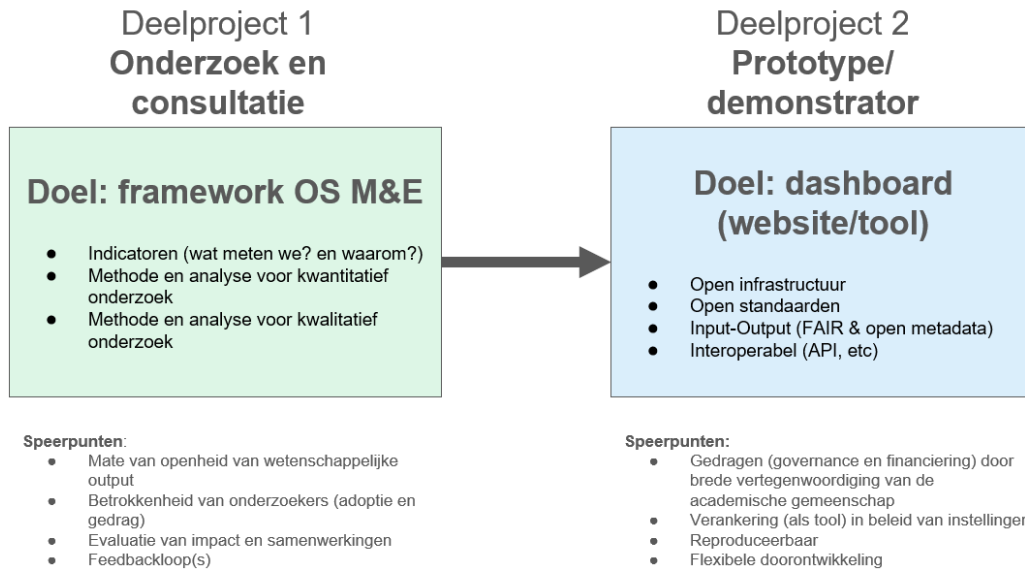 Deelproject 1
Onderzoek en
consultatie
Doel: framework OS M&E
● Indicatoren (wat meten we? en waarom?)
● Methode en analyse voor kwantitatief
onderzoek
● Methode en analyse voor kwalitatief
onderzoek
Speerpunten:
● Mate van openheid van wetenschappelijke
output
● Betrokkenheid van onderzoekers (adoptie en
gedrag)
● Evaluatie van impact en samenwerkingen
● Feedbackloop(s)
Deelproject 2
Prototype/
demonstrator
Doel: dashboard
(website/tool)
● Open infrastructuur
● Open standaarden
● Input-Output (FAIR & open metadata)
● Interoperabel (API, etc)
Speerpunten:
● Gedragen (governance en financiering) door
brede vertegenwoordiging van de
academische gemeenschap
● Verankering (als tool) in beleid van instellingen
● Reproduceerbaar
● Flexibele doorontwikkeling